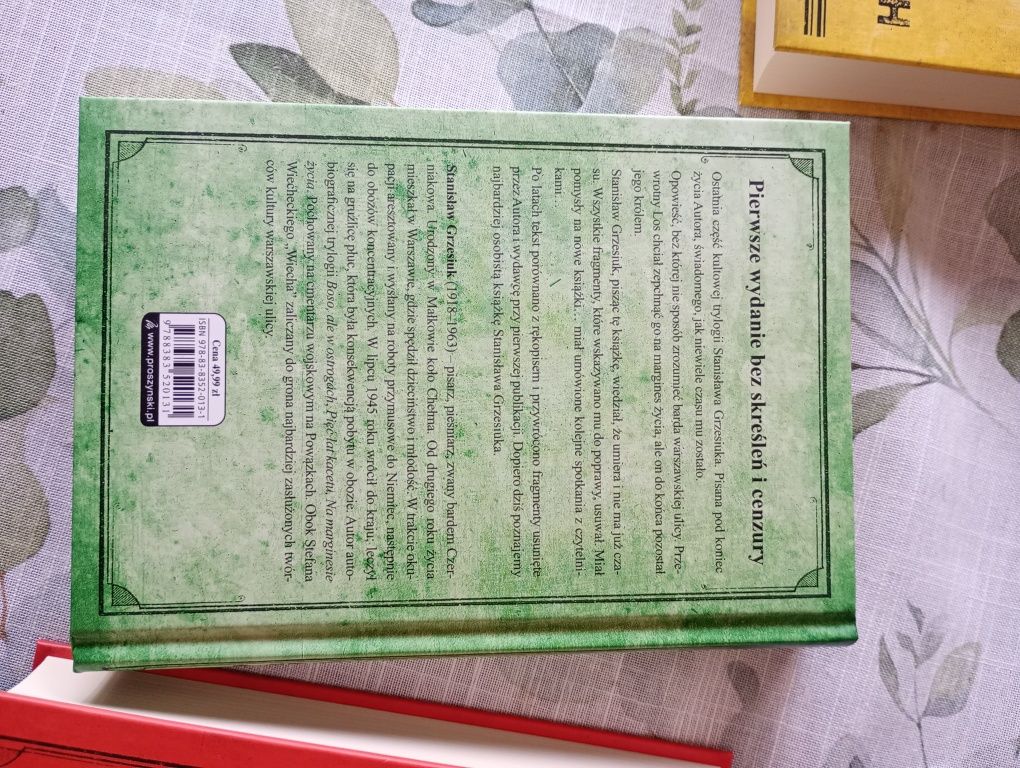 Pierwsze wydanie bez skreśleń i cenzury
Ostatnia część kultowej trylogii Stanisława Grzesiuka. Pisana pod koniec
życia Autora, świadomego, jak niewiele czasu mu zostało.
Opowieść, bez której nie sposób zrozumieć barda warszawskiej ulicy. Prze-
wrotny Los chciał zepchnąć go na margines życia, ale on do końca pozostał
jego królem.
Stanisław Grzesiuk, pisząc tę książkę, wiedział, że umiera i nie ma już cza-
su. Wszystkie fragmenty, które wskazywano mu do poprawy, usuwał. Miał
pomysły na nowe książki... miał umówione kolejne spotkania z czytelni-
kami...
Po latach tekst porównano z rękopisem i przywrócono fragmenty usunięte
przez Autora i wydawcę przy pierwszej publikacji. Dopiero dziś poznajemy
najbardziej osobistą książkę Stanisława Grzesiuka.
Stanisław Grzesiuk (1918–1963) – pisarz, pieśniarz, zwany bardem Czer-
niakowa. Urodzony w Małkowie koło Chełma. Od drugiego roku życia
mieszkał w Warszawie, gdzie spędził dzieciństwo i młodość. W trakcie oku-
pacji aresztowany i wysłany na roboty przymusowe do Niemiec, następnie
do obozów koncentracyjnych. W lipcu 1945 roku wrócił do kraju; leczył
się na gruźlicę płuc, która była konsekwencją pobytu w obozie. Autor auto-
biograficznej trylogii Boso, ale w ostrogach, Pięć lat kacetu, Na marginesie
życia. Pochowany na cmentarzu wojskowym na Powązkach. Obok Stefana
Wiecheckiego „Wiecha" zaliczany do grona najbardziej zasłużonych twór-
ców kultury warszawskiej ulicy.
Cena 49,99 zł
ISBN 978-83-8352-013-1
9 788383 520131
www.proszynski.pl
H